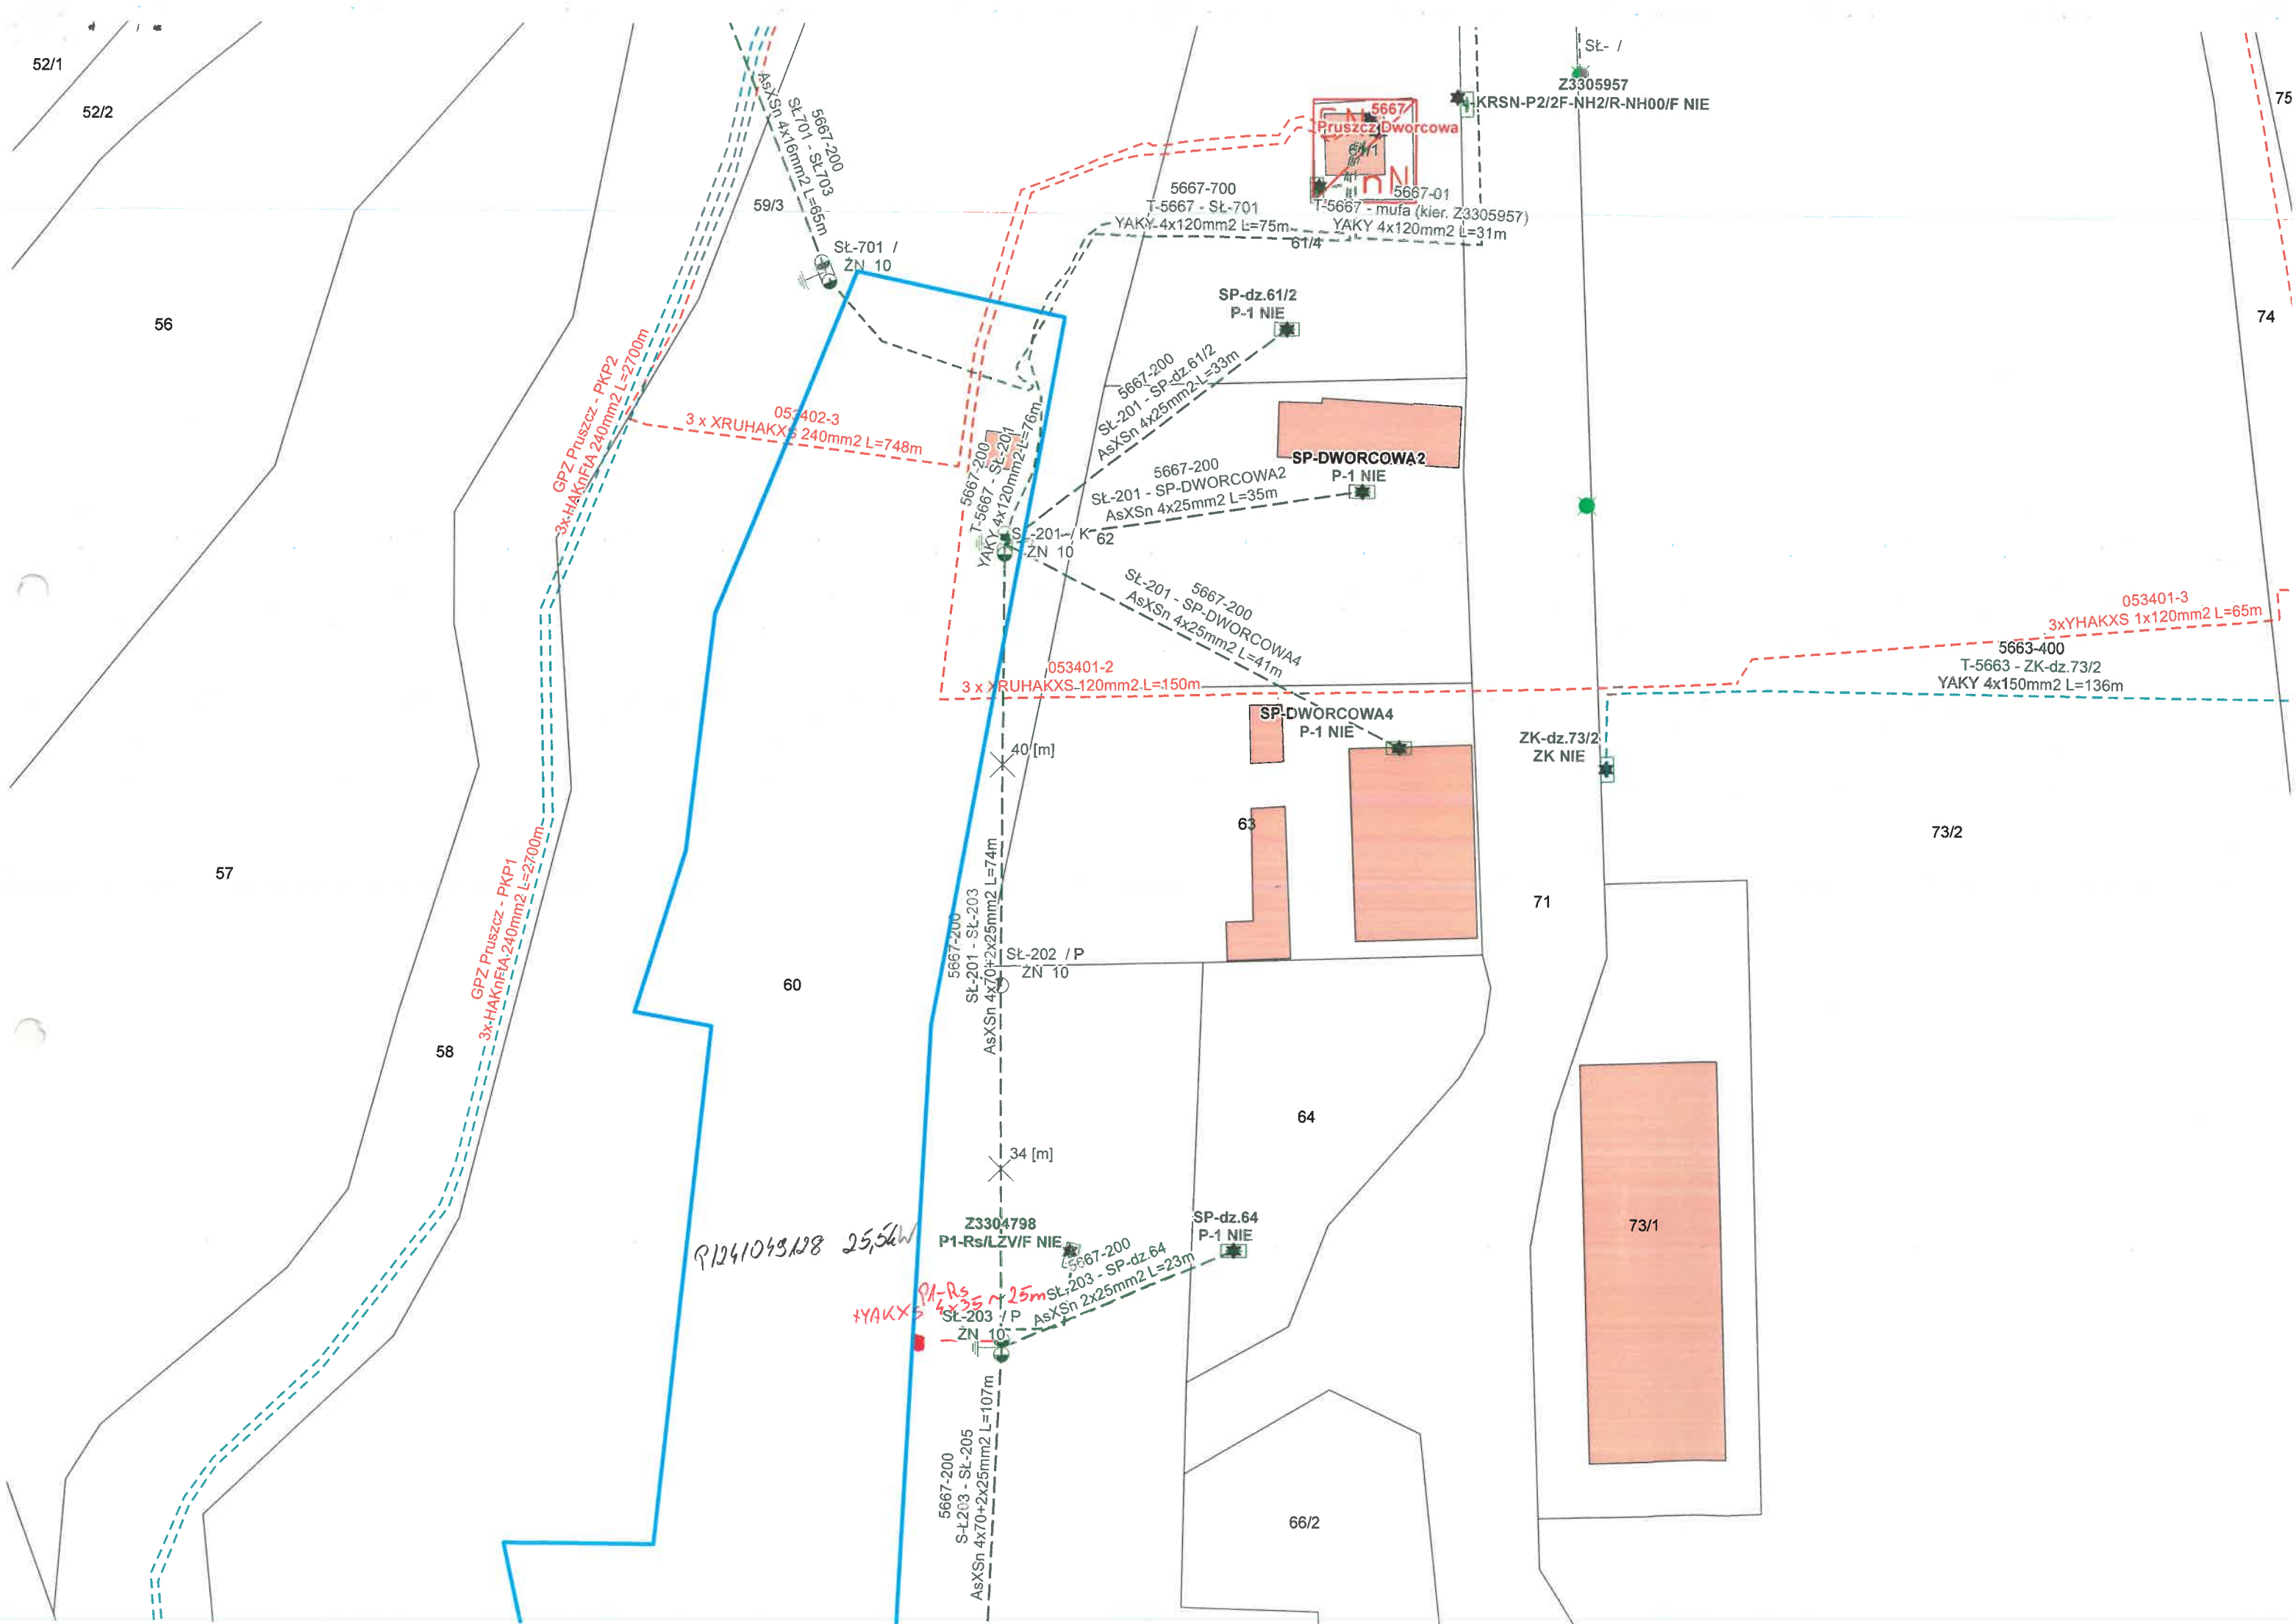 52/1
52/2
56
57
58
59/3
60
5667-200
SŁ701 - SŁ703
AsXSn 4x16mm2 L=65m
SŁ-701 /
ŻN 10
GPZ Pruszcz - PKP2
3x HAKnFtA 240mm2 L=2700m
053402-3
3 x XRUHAKXS 240mm2 L=748m
5667-700
T-5667 - SŁ-701
YAKY 4x120mm2 L=75m
5667
Pruszcz Dworcowa
61/1
5667-01
T-5667 - mufa (kier. Z3305957)
YAKY 4x120mm2 L=31m
61/4
SŁ- /
Z3305957
KRSN-P2/2F-NH2/R-NH00/F NIE
75
74
SP-dz.61/2
P-1 NIE
5667-200
SŁ-201 - SP-dz.61/2
AsXSn 4x25mm2 L=33m
5667-200
T-5667 - SŁ-201
YAKY 4x120mm2 L=76m
5667-200
SŁ-201 - SP-DWORCOWA2
AsXSn 4x25mm2 L=35m
SP-DWORCOWA2
P-1 NIE
-201 / K
ŻN 10
62
5667-200
SŁ-201 - SP-DWORCOWA4
AsXSn 4x25mm2 L=41m
053401-2
3 x XRUHAKXS 120mm2 L=150m
053401-3
3xYHAKXS 1x120mm2 L=65m
5663-400
T-5663 - ZK-dz.73/2
YAKY 4x150mm2 L=136m
SP-DWORCOWA4
P-1 NIE
ZK-dz.73/2
ZK NIE
40 [m]
63
73/2
71
GPZ Pruszcz - PKP1
3x HAKnFtA 240mm2 L=2700m
5667-200
SŁ-201 - SŁ-203
AsXSn 4x70+2x25mm2 L=74m
SŁ-202 / P
ŻN 10
64
34 [m]
73/1
P/24/049128 25,5kW
Z3304798
P1-Rs/LZV/F NIE
SP-dz.64
P-1 NIE
5667-200
SŁ-203 - SP-dz.64
AsXSn 2x25mm2 L=23m
P1-Rs
YAKXS 4x35 ~ 25m
SŁ-203 / P
ŻN 10
5667-200
S-Ł203 - SŁ-205
AsXSn 4x70+2x25mm2 L=107m
66/2